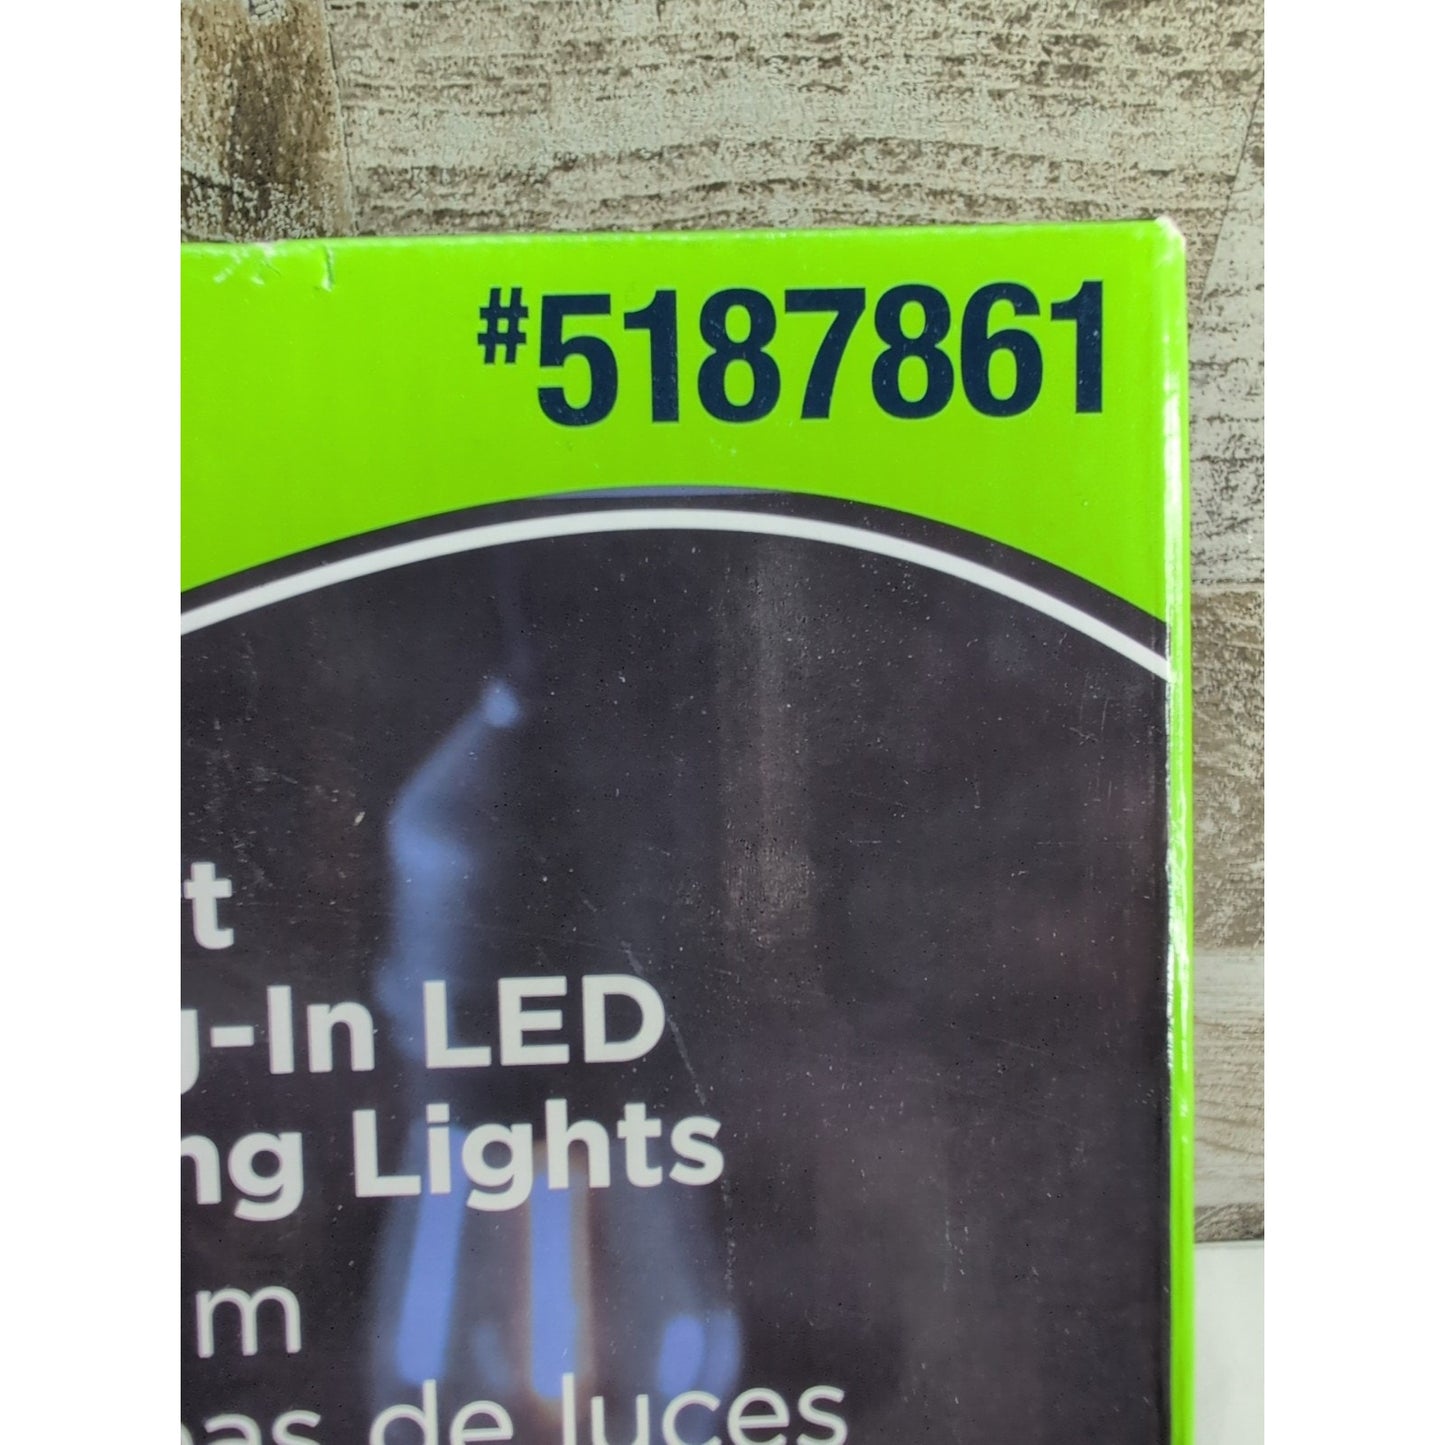 #5187861
t
g-In LED
ng Lights
m
as de luces